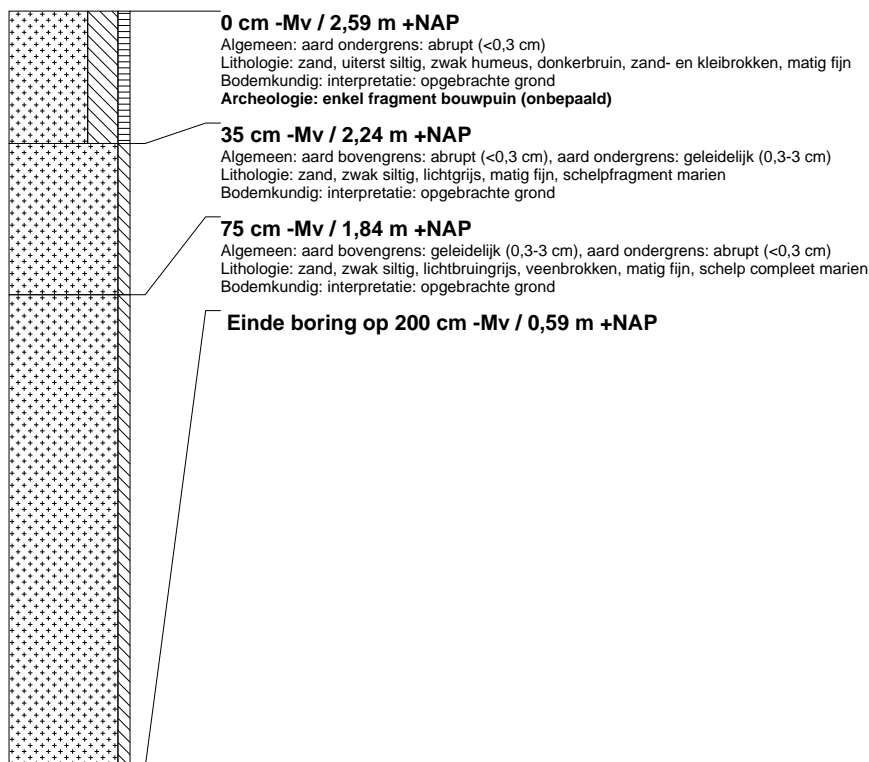 0 cm -Mv / 2,59 m +NAP
Algemeen: aard ondergrens: abrupt (<0,3 cm)
Lithologie: zand, uiterst siltig, zwak humeus, donkerbruin, zand- en kleibrokken, matig fijn
Bodemkundig: interpretatie: opgebrachte grond
Archeologie: enkel fragment bouwpuin (onbepaald)
35 cm -Mv / 2,24 m +NAP
Algemeen: aard bovengrens: abrupt (<0,3 cm), aard ondergrens: geleidelijk (0,3-3 cm)
Lithologie: zand, zwak siltig, lichtgrijs, matig fijn, schelpfragment marien
Bodemkundig: interpretatie: opgebrachte grond
75 cm -Mv / 1,84 m +NAP
Algemeen: aard bovengrens: geleidelijk (0,3-3 cm), aard ondergrens: abrupt (<0,3 cm)
Lithologie: zand, zwak siltig, lichtbruingrijs, veenbrokken, matig fijn, schelp compleet marien
Bodemkundig: interpretatie: opgebrachte grond
Einde boring op 200 cm -Mv / 0,59 m +NAP